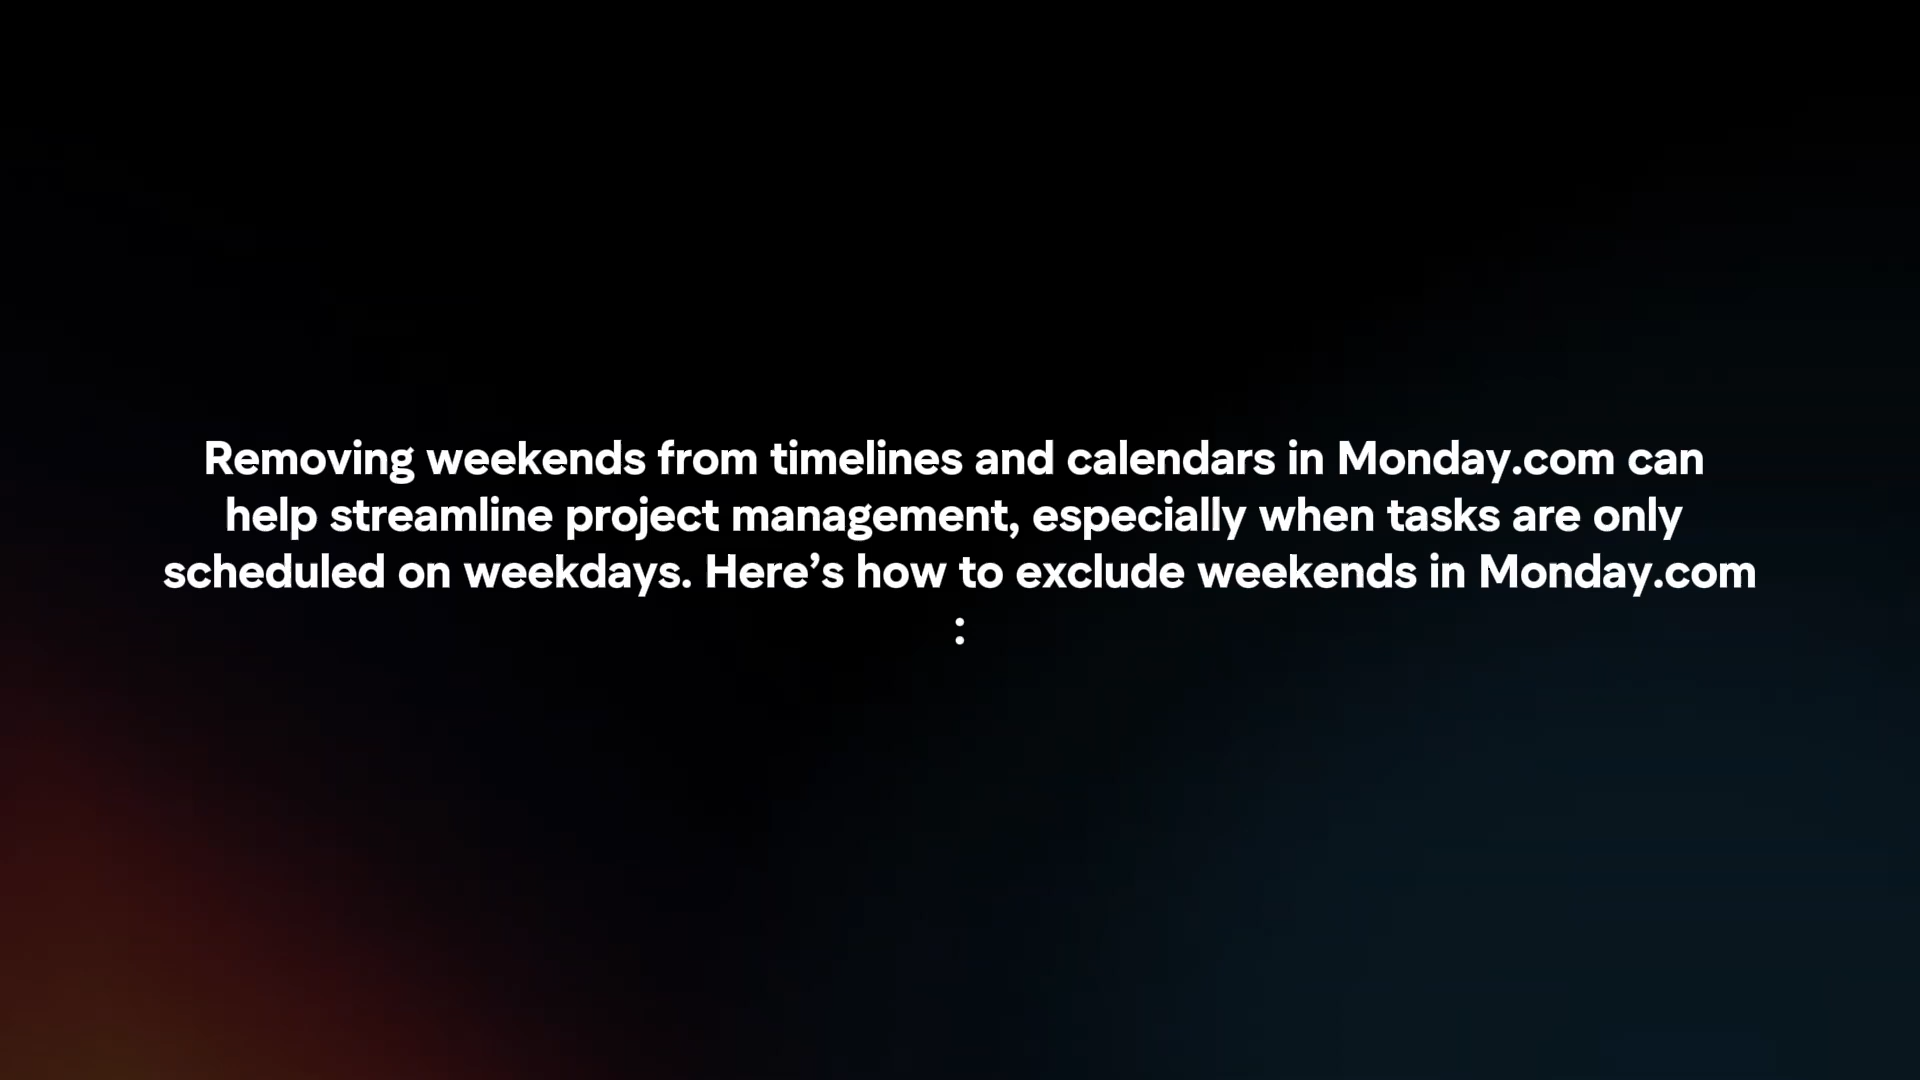 Removing weekends from timelines and calendars in Monday.com can
help streamline project management, especially when tasks are only
scheduled on weekdays. Here’s how to exclude weekends in Monday.com
: